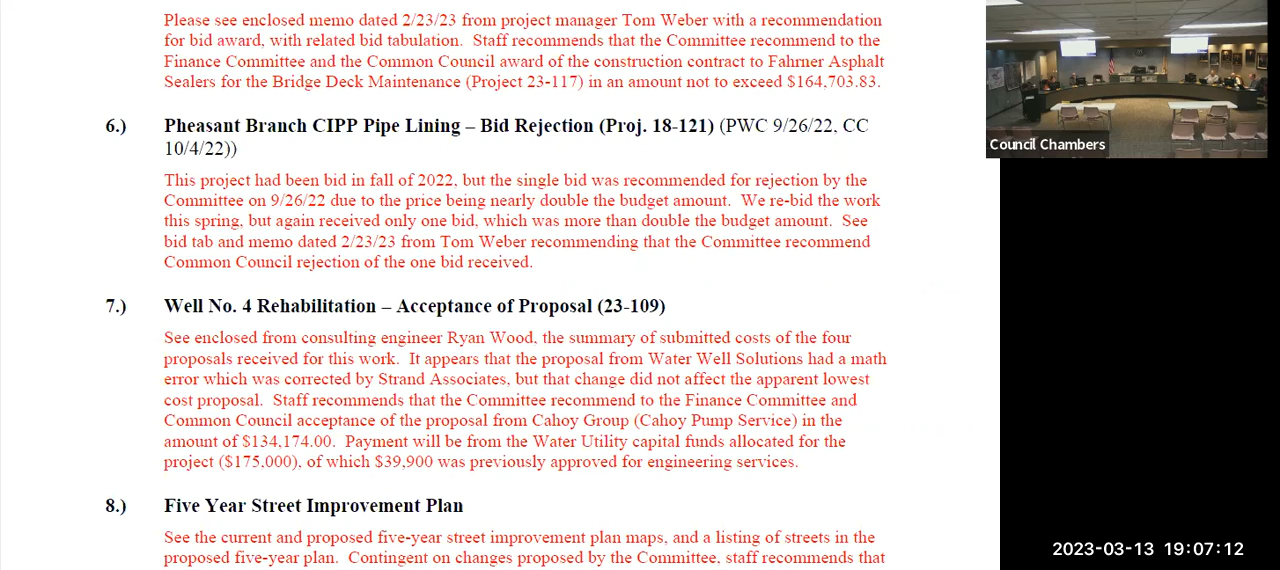 Please see enclosed memo dated 2/23/23 from project manager Tom Weber with a recommendation
for bid award, with related bid tabulation.  Staff recommends that the Committee recommend to the
Finance Committee and the Common Council award of the construction contract to Fahrner Asphalt
Sealers for the Bridge Deck Maintenance (Project 23-117) in an amount not to exceed $164,703.83.
6.) Pheasant Branch CIPP Pipe Lining – Bid Rejection (Proj. 18-121) (PWC 9/26/22, CC
10/4/22))
This project had been bid in fall of 2022, but the single bid was recommended for rejection by the
Committee on 9/26/22 due to the price being nearly double the budget amount.  We re-bid the work
this spring, but again received only one bid, which was more than double the budget amount.  See
bid tab and memo dated 2/23/23 from Tom Weber recommending that the Committee recommend
Common Council rejection of the one bid received.
7.) Well No. 4 Rehabilitation – Acceptance of Proposal (23-109)
See enclosed from consulting engineer Ryan Wood, the summary of submitted costs of the four
proposals received for this work.  It appears that the proposal from Water Well Solutions had a math
error which was corrected by Strand Associates, but that change did not affect the apparent lowest
cost proposal.  Staff recommends that the Committee recommend to the Finance Committee and
Common Council acceptance of the proposal from Cahoy Group (Cahoy Pump Service) in the
amount of $134,174.00.  Payment will be from the Water Utility capital funds allocated for the
project ($175,000), of which $39,900 was previously approved for engineering services.
8.) Five Year Street Improvement Plan
See the current and proposed five-year street improvement plan maps, and a listing of streets in the
proposed five-year plan.  Contingent on changes proposed by the Committee, staff recommends that
Council Chambers
2023-03-13 19:07:12